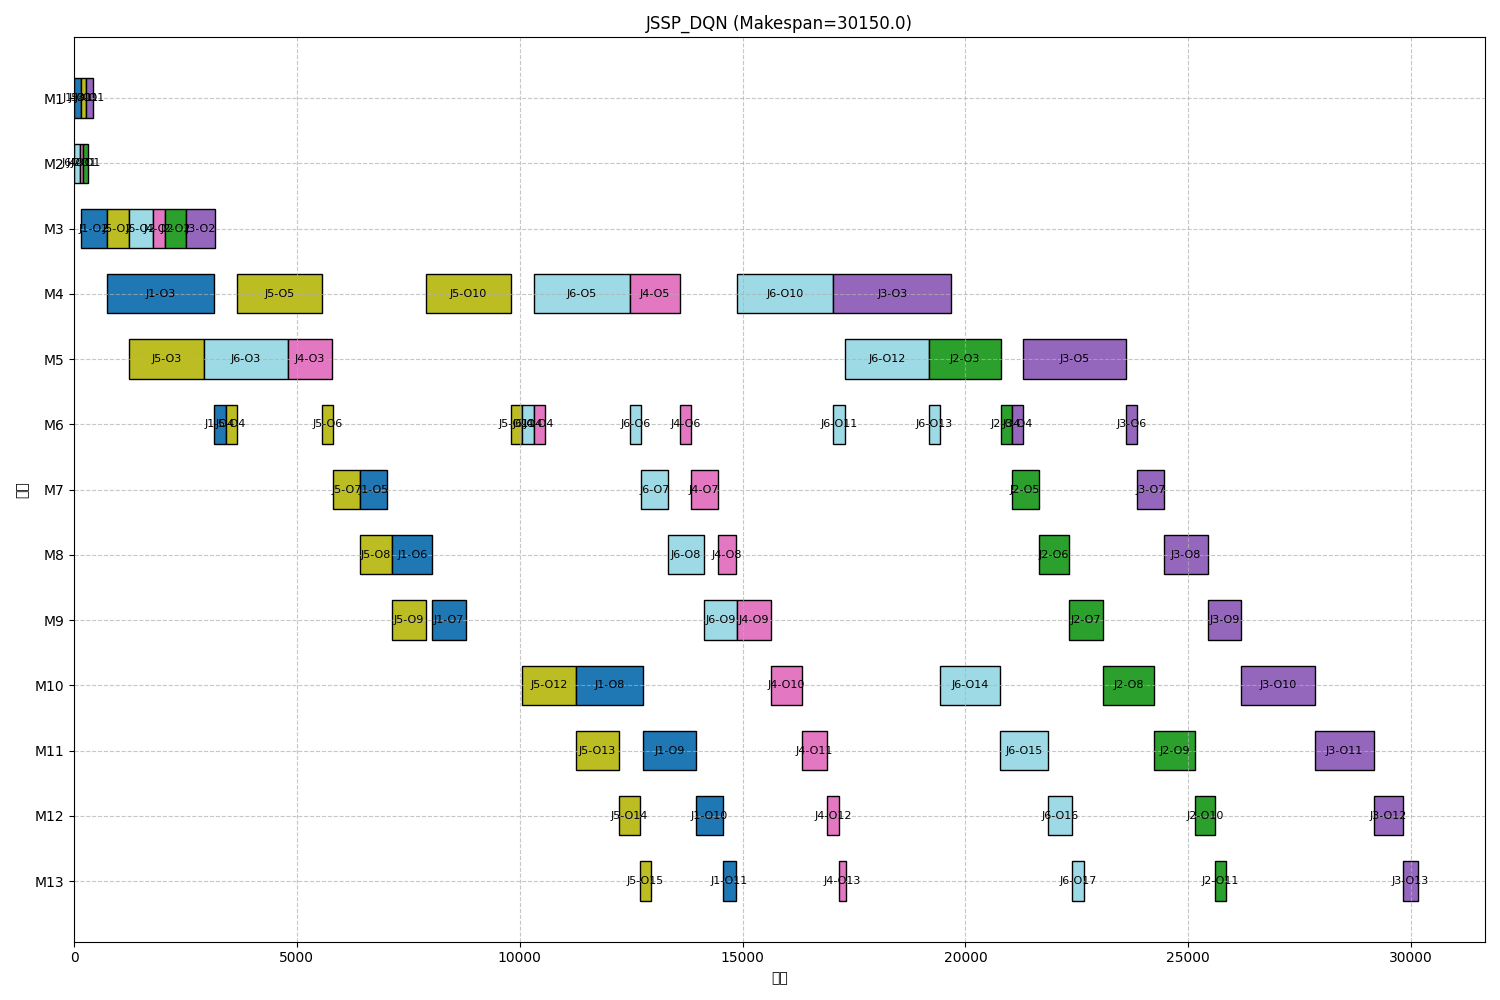 JSSP_DQN (Makespan=30150.0)
M1
M2
M3 J1-O2 J5-O2 J6-O2 J4-O2 J2-O2 J3-O2
M4 J1-O3 J5-O5 J5-O10 J6-O5 J4-O5 J6-O10 J3-O3
M5 J5-O3 J6-O3 J4-O3 J6-O12 J2-O3 J3-O5
M6 J1-O4 J5-O4 J5-O6 J5-O11 J6-O4 J4-O4 J6-O6 J4-O6 J6-O11 J6-O13 J2-O4 J3-O4 J3-O6
M7 J5-O7 J1-O5 J6-O7 J4-O7 J2-O5 J3-O7
M8 J5-O8 J1-O6 J6-O8 J4-O8 J2-O6 J3-O8
M9 J5-O9 J1-O7 J6-O9 J4-O9 J2-O7 J3-O9
M10 J5-O12 J1-O8 J4-O10 J6-O14 J2-O8 J3-O10
M11 J5-O13 J1-O9 J4-O11 J6-O15 J2-O9 J3-O11
M12 J5-O14 J1-O10 J4-O12 J6-O16 J2-O10 J3-O12
M13 J5-O15 J1-O11 J4-O13 J6-O17 J2-O11 J3-O13
0 5000 10000 15000 20000 25000 30000